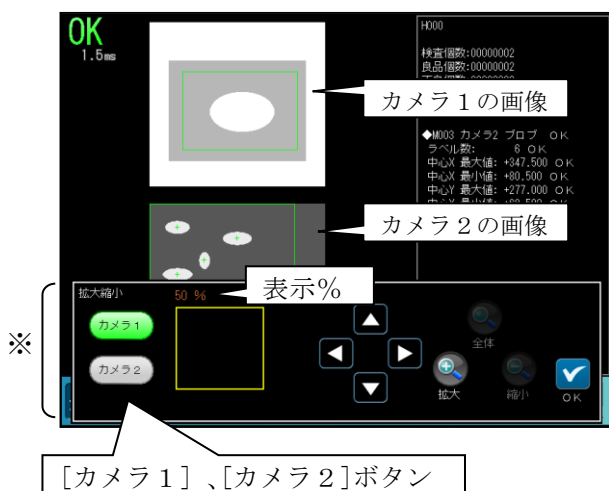 OK
1.5ms
H000
検査個数:00000002
良品個数:00000002
カメラ1の画像
◆M003 カメラ2 ブロブ OK
ラベル数: 6 OK
中心X 最大値: +347.500 OK
中心X 最小値: +80.500 OK
中心Y 最大値: +277.000 OK
カメラ2の画像
拡大縮小
50 %
表示%
※
カメラ1
カメラ2
全体
拡大
縮小
OK
[カメラ1]、[カメラ2]ボタン